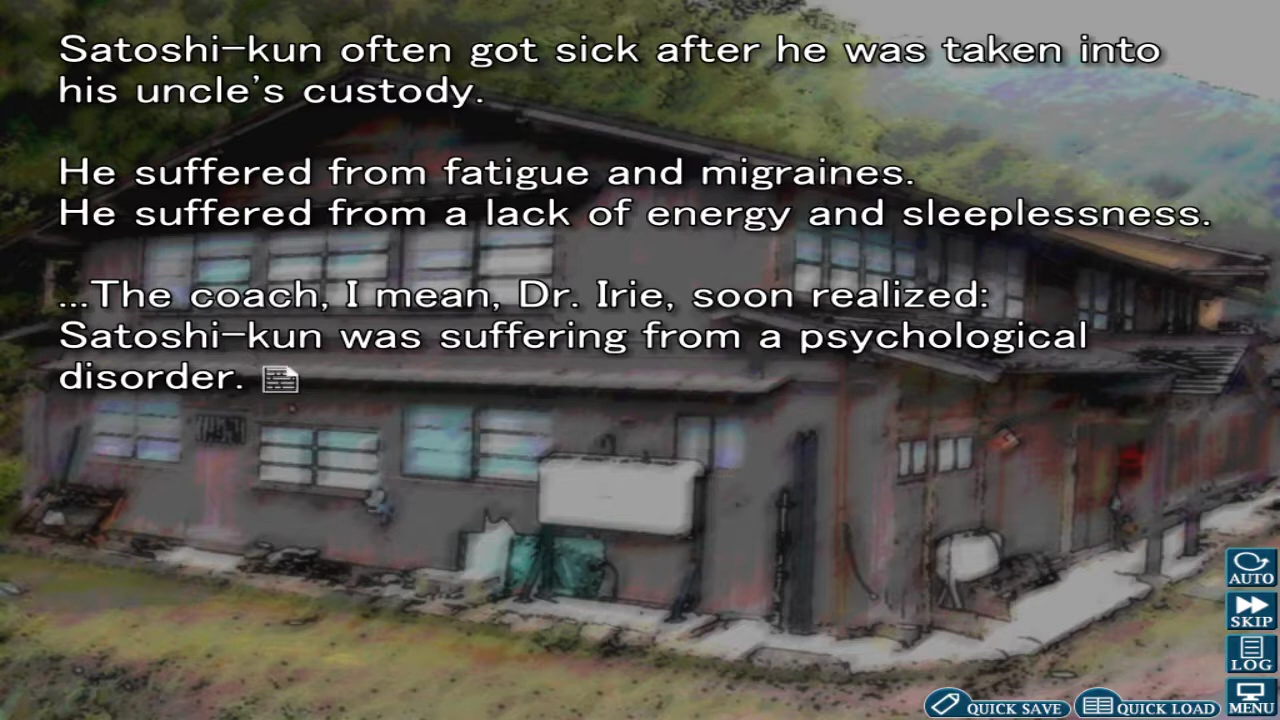 Satoshi-kun often got sick after he was taken into
his uncle's custody.
He suffered from fatigue and migraines.
He suffered from a lack of energy and sleeplessness.
...The coach, I mean, Dr. Irie, soon realized:
Satoshi-kun was suffering from a psychological
disorder.
AUTO
SKIP
LOG
MENU
QUICK SAVE
QUICK LOAD